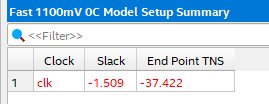 Fast 1100mV 0C Model Setup Summary
<<Filter>>
Clock Slack End Point TNS
1 clk -1.509 -37.422